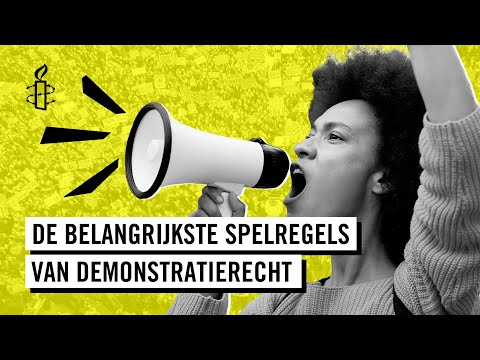 DE BELANGRIJKSTE SPELREGELS
VAN DEMONSTRATIERECHT